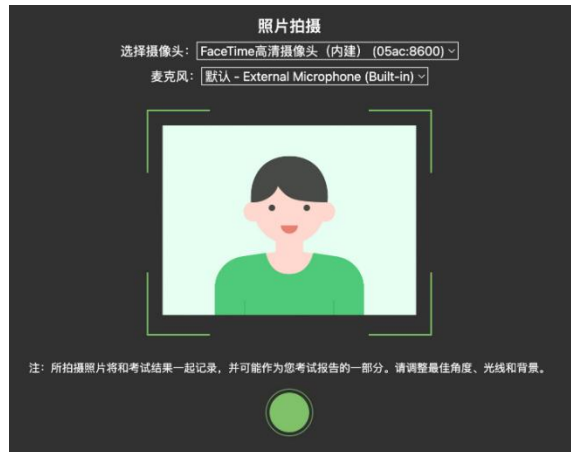 照片拍摄
选择摄像头： FaceTime高清摄像头（内建） (05ac:8600)
麦克风： 默认 - External Microphone (Built-in)
注：所拍摄照片将和考试结果一起记录，并可能作为您考试报告的一部分。请调整最佳角度、光线和背景。